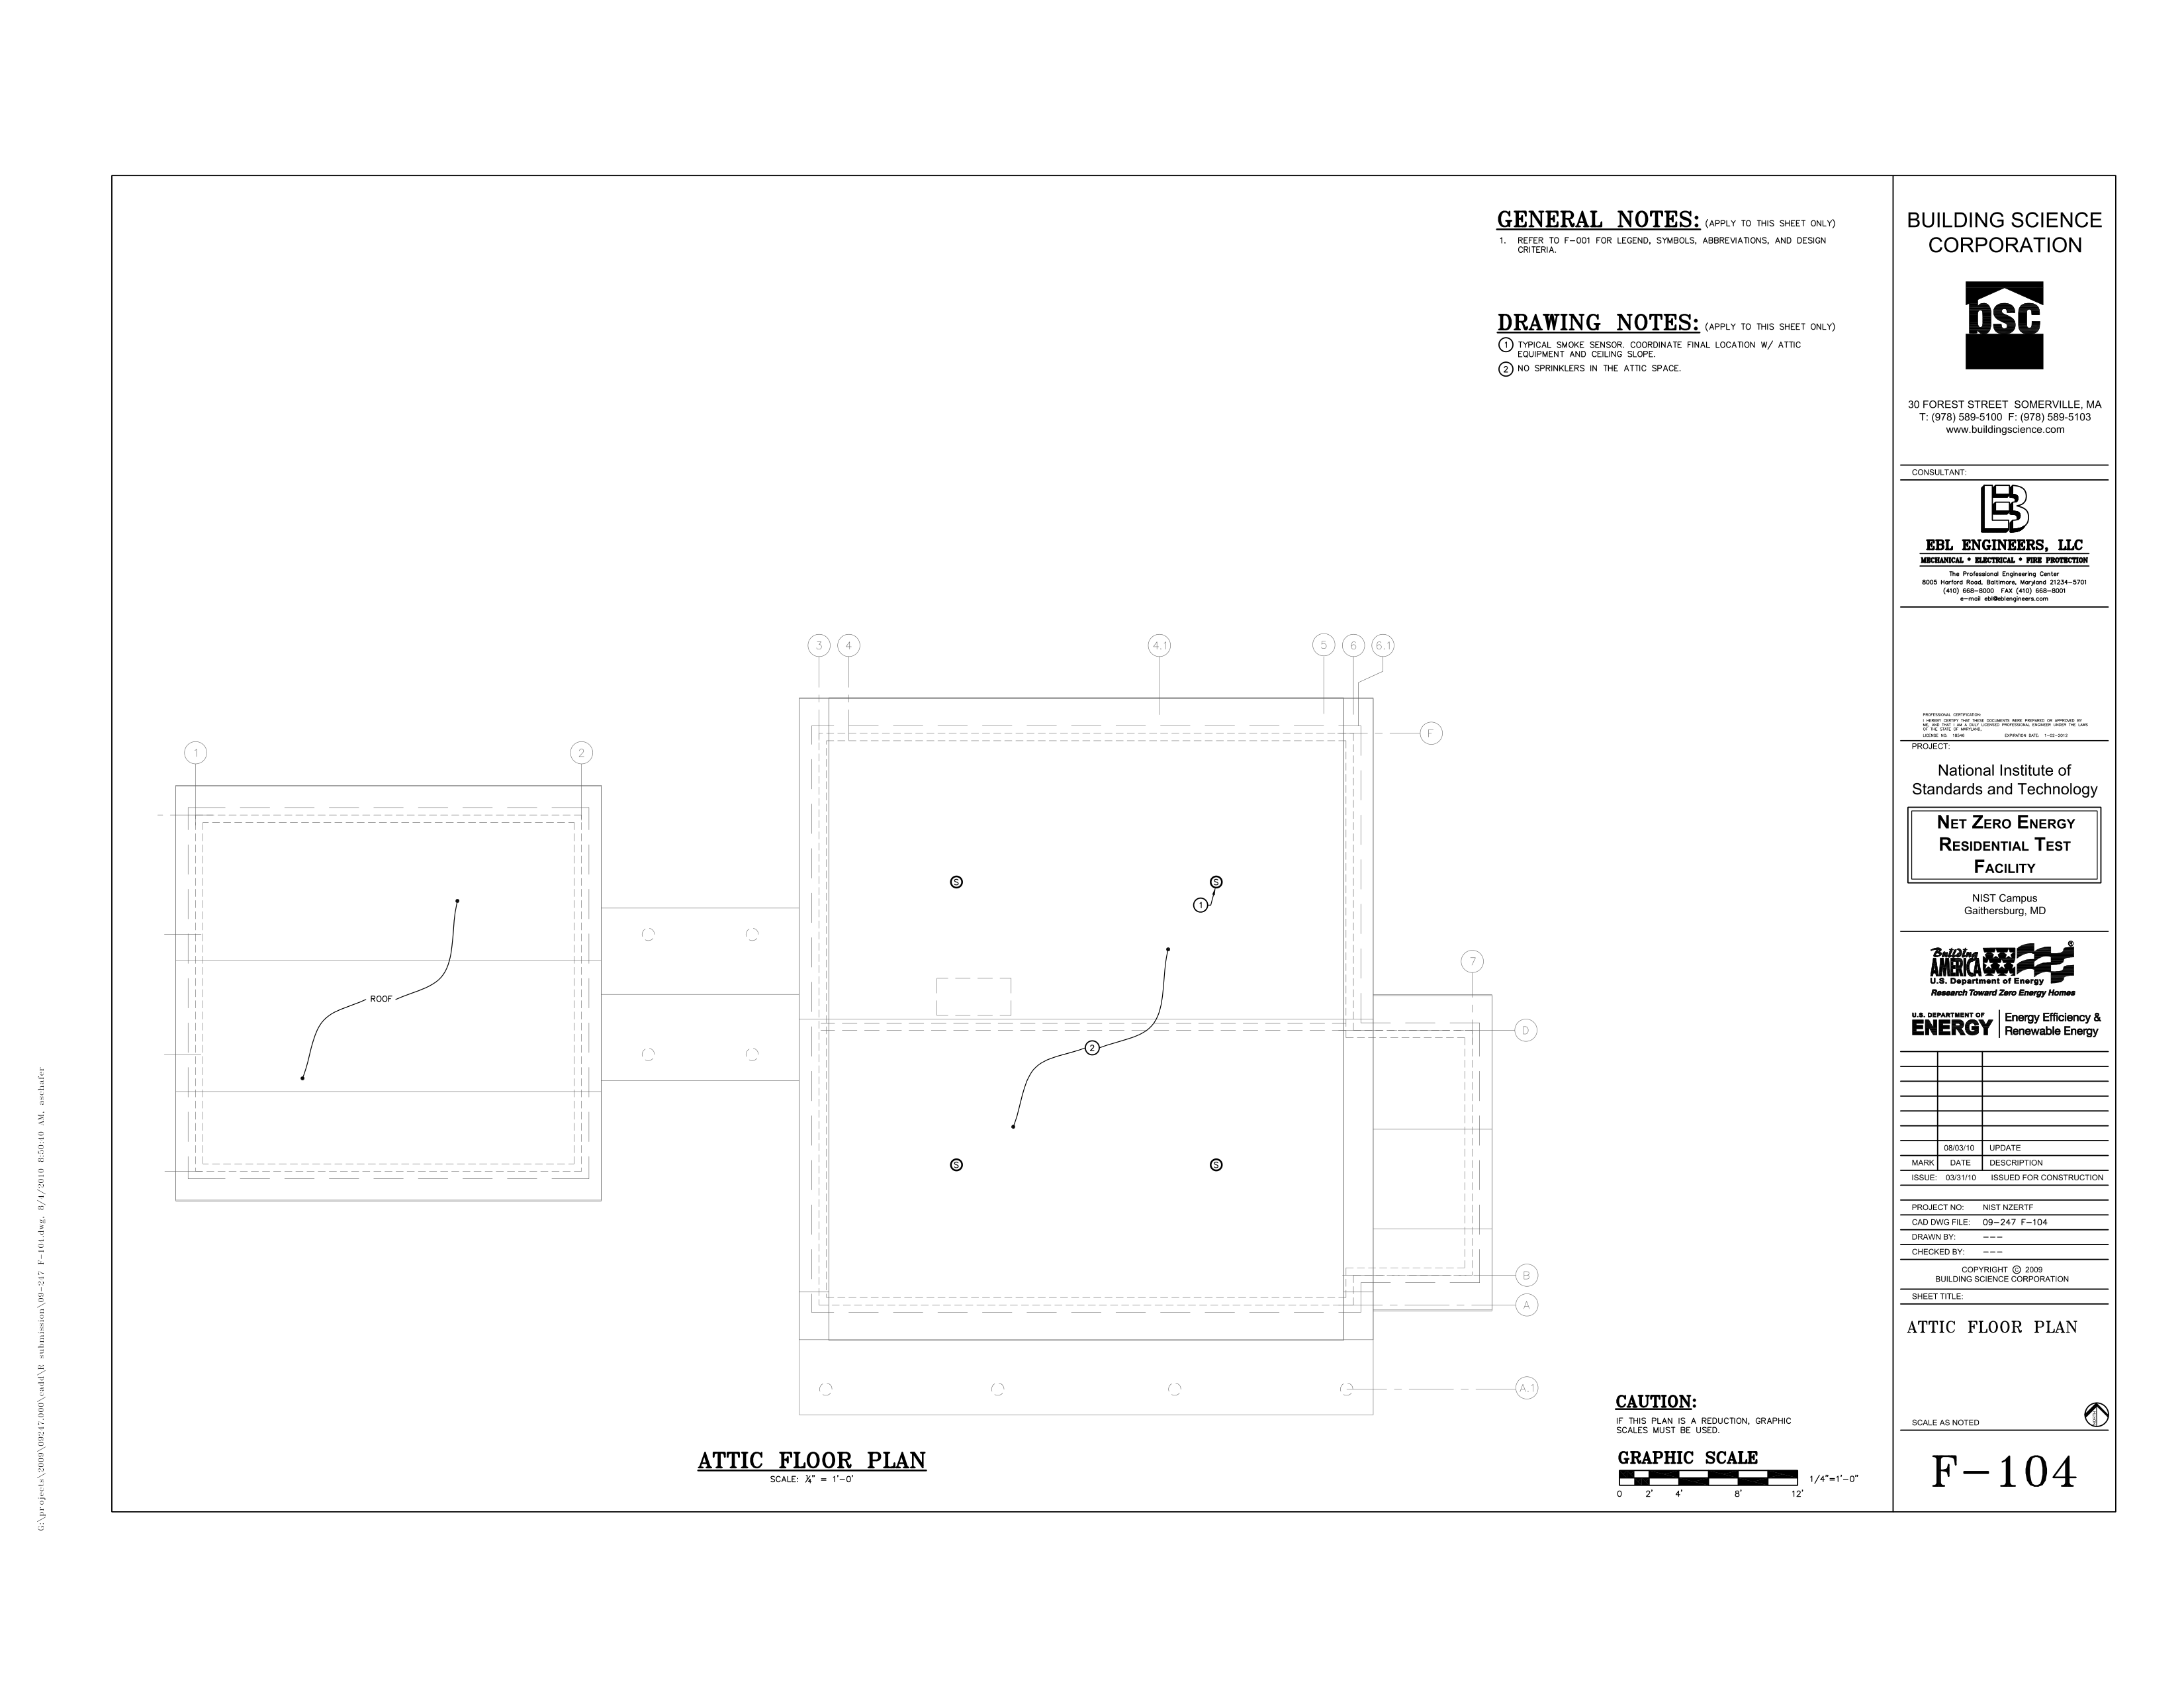 GENERAL NOTES: (APPLY TO THIS SHEET ONLY)
1. REFER TO F-001 FOR LEGEND, SYMBOLS, ABBREVIATIONS, AND DESIGN
CRITERIA.
DRAWING NOTES: (APPLY TO THIS SHEET ONLY)
1 TYPICAL SMOKE SENSOR. COORDINATE FINAL LOCATION W/ ATTIC
EQUIPMENT AND CEILING SLOPE.
2 NO SPRINKLERS IN THE ATTIC SPACE.
3 4 4.1 5 6 6.1
F
1 2
S S
1
7
ROOF
D
2
S S
B
A
A.1
ATTIC FLOOR PLAN
SCALE: ¼" = 1'-0'
CAUTION:
IF THIS PLAN IS A REDUCTION, GRAPHIC
SCALES MUST BE USED.
GRAPHIC SCALE
1/4"=1'-0"
0 2' 4' 8' 12'
BUILDING SCIENCE
CORPORATION
bsc
30 FOREST STREET SOMERVILLE, MA
T: (978) 589-5100 F: (978) 589-5103
www.buildingscience.com
CONSULTANT:
EB
EBL ENGINEERS, LLC
MECHANICAL * ELECTRICAL * FIRE PROTECTION
The Professional Engineering Center
8005 Harford Road, Baltimore, Maryland 21234-5701
(410) 668-8000 FAX (410) 668-8001
e-mail ebl@eblengineers.com
PROFESSIONAL CERTIFICATION:
I HEREBY CERTIFY THAT THESE DOCUMENTS WERE PREPARED OR APPROVED BY
ME, AND THAT I AM A DULY LICENSED PROFESSIONAL ENGINEER UNDER THE LAWS
OF THE STATE OF MARYLAND,
LICENSE NO. 18546 EXPIRATION DATE: 1-02-2012
PROJECT:
National Institute of
Standards and Technology
NET ZERO ENERGY
RESIDENTIAL TEST
FACILITY
NIST Campus
Gaithersburg, MD
Building ®
AMERICA
U.S. Department of Energy
Research Toward Zero Energy Homes
U.S. DEPARTMENT OF
ENERGY
Energy Efficiency &
Renewable Energy
08/03/10 UPDATE
MARK DATE DESCRIPTION
ISSUE: 03/31/10 ISSUED FOR CONSTRUCTION
PROJECT NO: NIST NZERTF
CAD DWG FILE: 09-247 F-104
DRAWN BY: ---
CHECKED BY: ---
COPYRIGHT © 2009
BUILDING SCIENCE CORPORATION
SHEET TITLE:
ATTIC FLOOR PLAN
SCALE AS NOTED
F-104
G:\projects\2009\09247.000\cadd\R submission\09-247 F-104.dwg, 8/4/2010 8:50:40 AM, aschafer